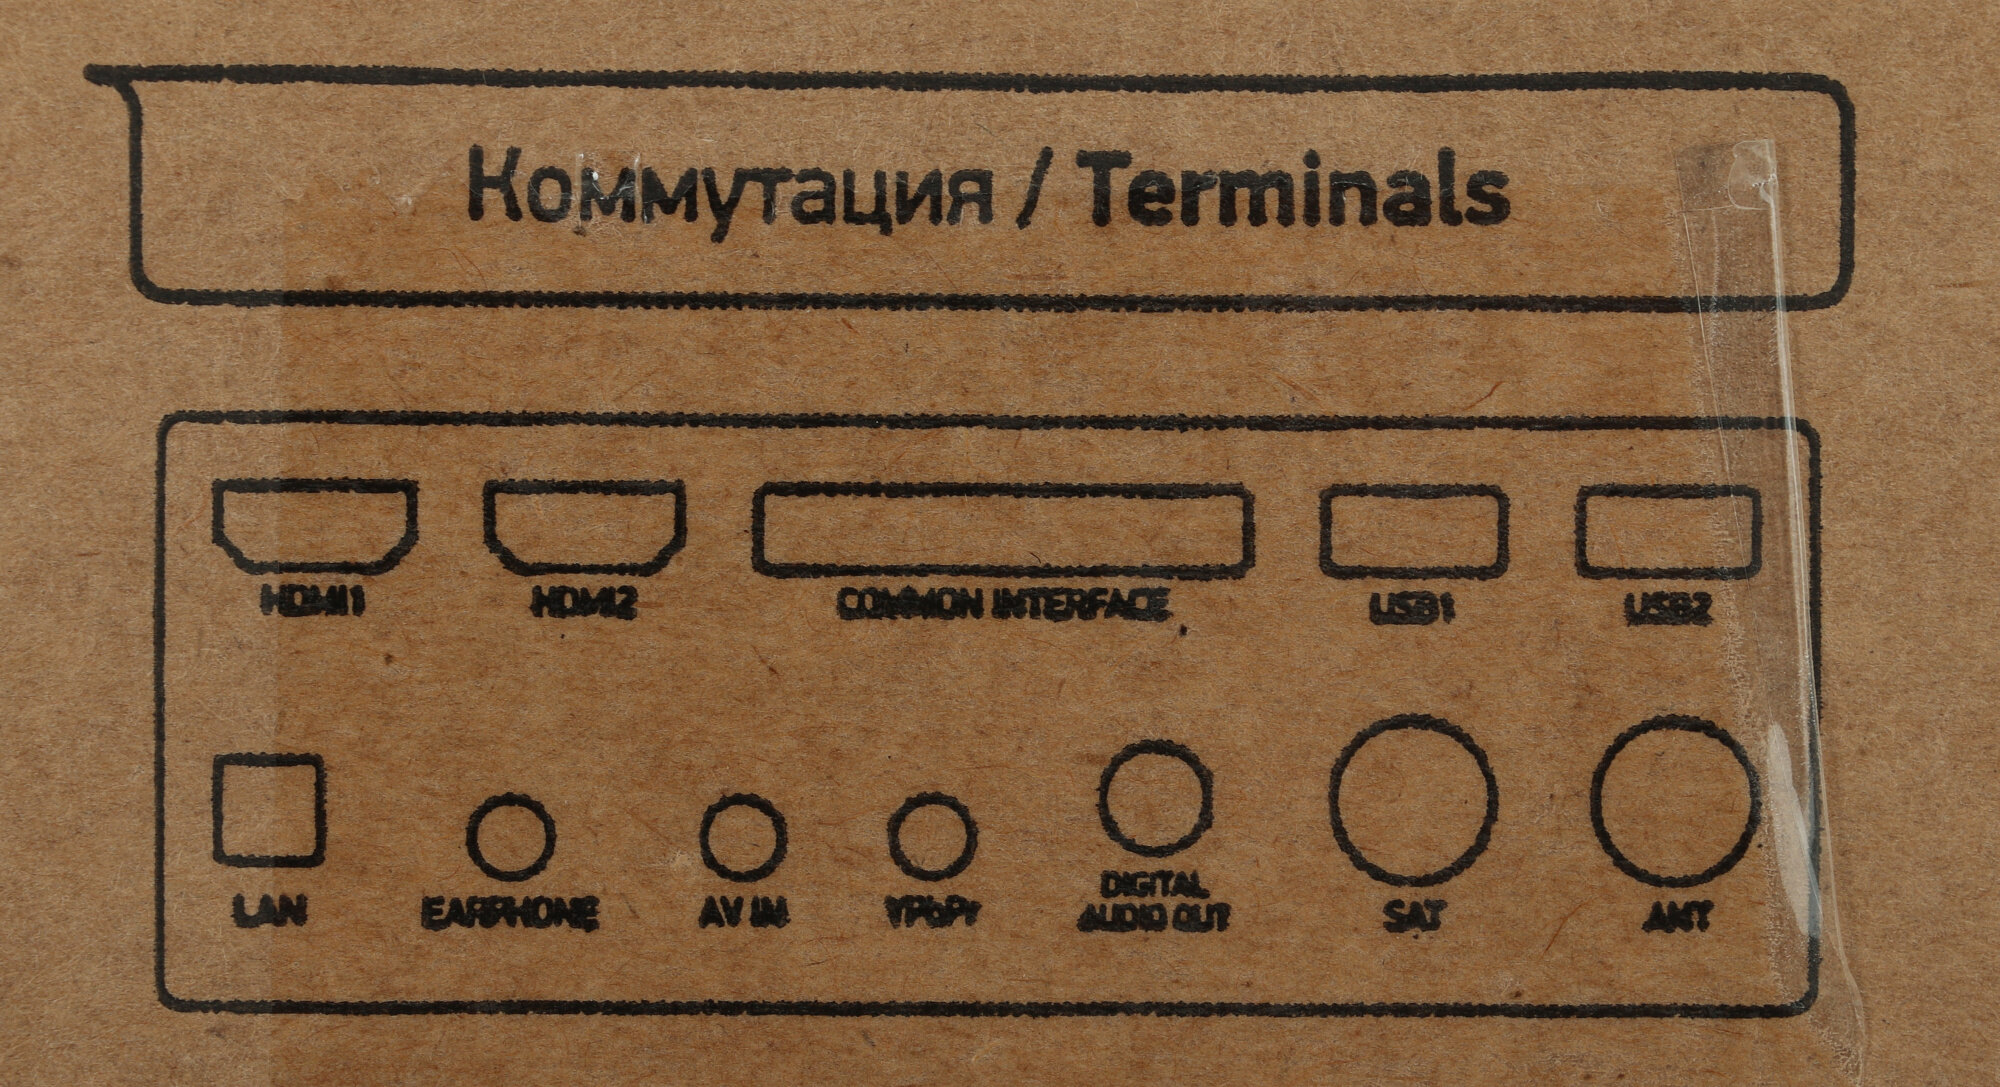 Коммутация / Terminals
HDMI1 HDMI2 COMMON INTERFACE USB1 USB2
LAN EARPHONE AV IN YPbPr DIGITAL AUDIO OUT SAT ANT